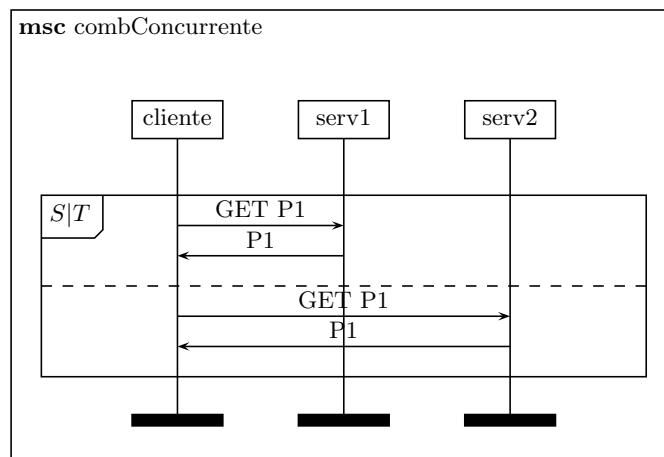 msc combConcurrente
cliente serv1 serv2
S|T
GET P1
P1
GET P1
P1